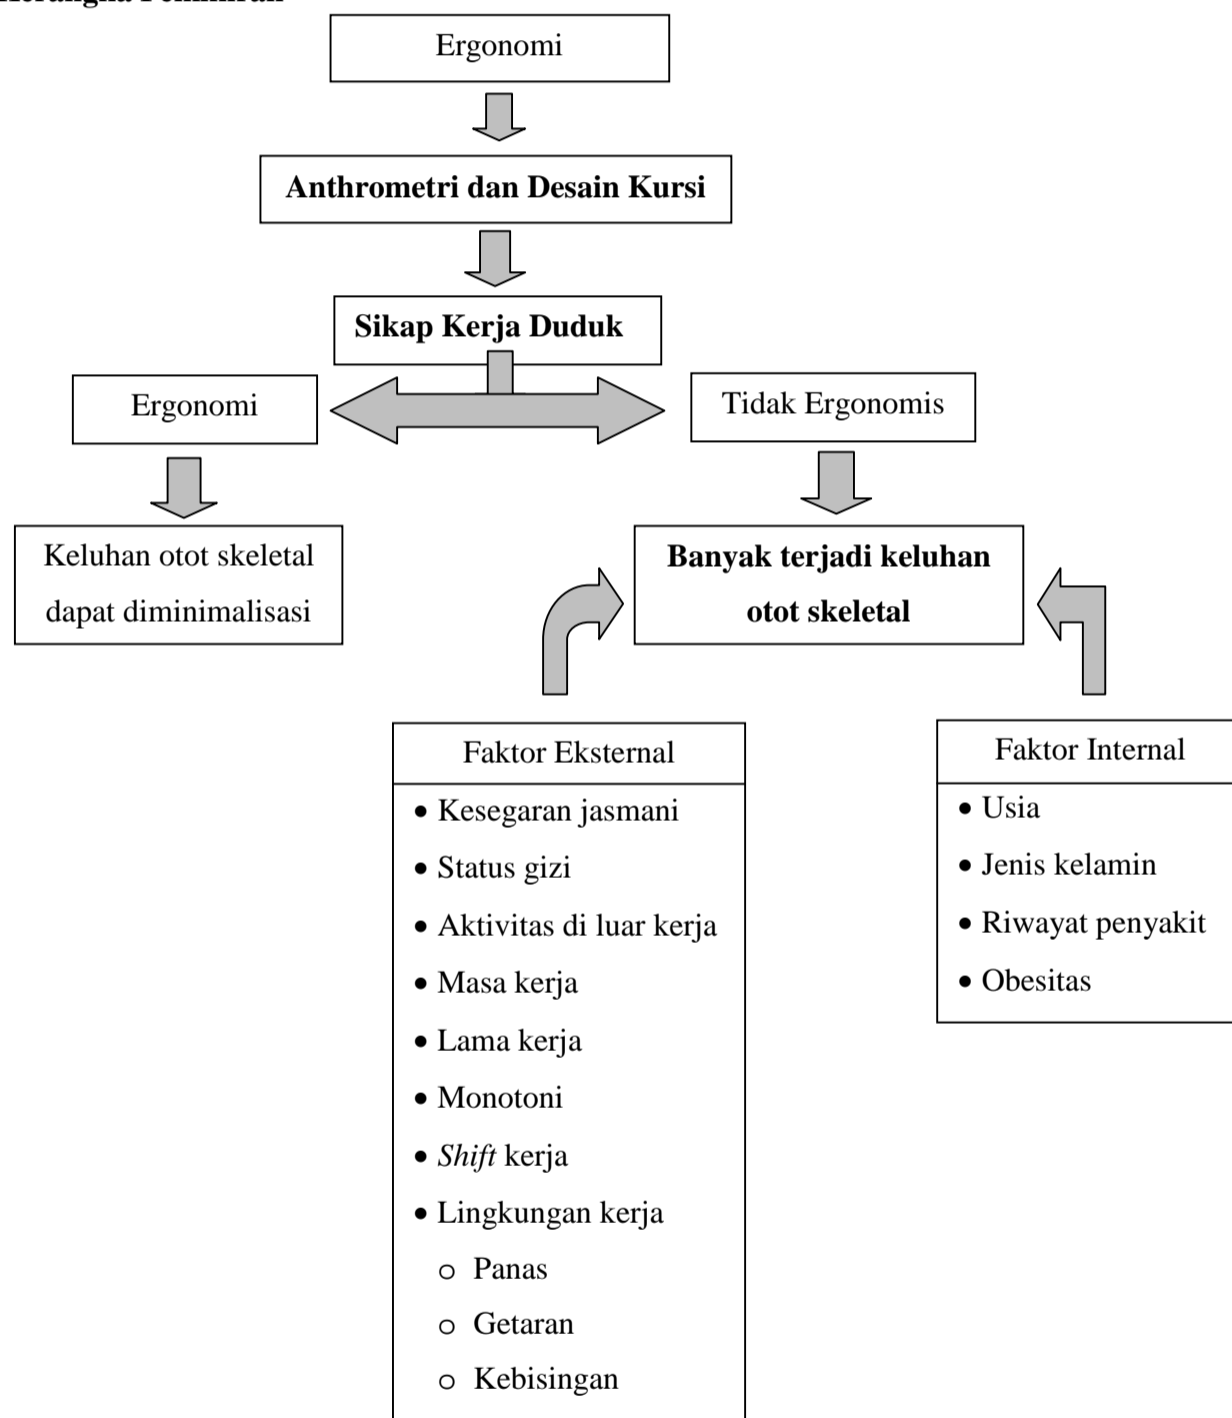 Ergonomi
Anthrometri dan Desain Kursi
Sikap Kerja Duduk
Ergonomi
Tidak Ergonomis
Keluhan otot skeletal
dapat diminimalisasi
Banyak terjadi keluhan
otot skeletal
Faktor Eksternal
• Kesegaran jasmani
• Status gizi
• Aktivitas di luar kerja
• Masa kerja
• Lama kerja
• Monotoni
• Shift kerja
• Lingkungan kerja
o Panas
o Getaran
o Kebisingan
Faktor Internal
• Usia
• Jenis kelamin
• Riwayat penyakit
• Obesitas